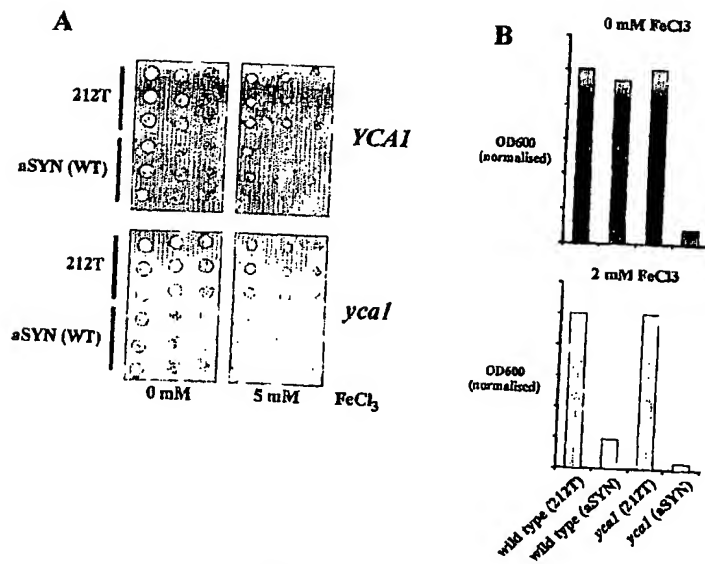 A
212T
aSYN (WT)
YCA1
212T
aSYN (WT)
yca1
0 mM
5 mM
FeCl3
B
0 mM FeCl3
OD600
(normalised)
2 mM FeCl3
OD600
(normalised)
wild type (212T)
wild type (aSYN)
yca1 (212T)
yca1 (aSYN)